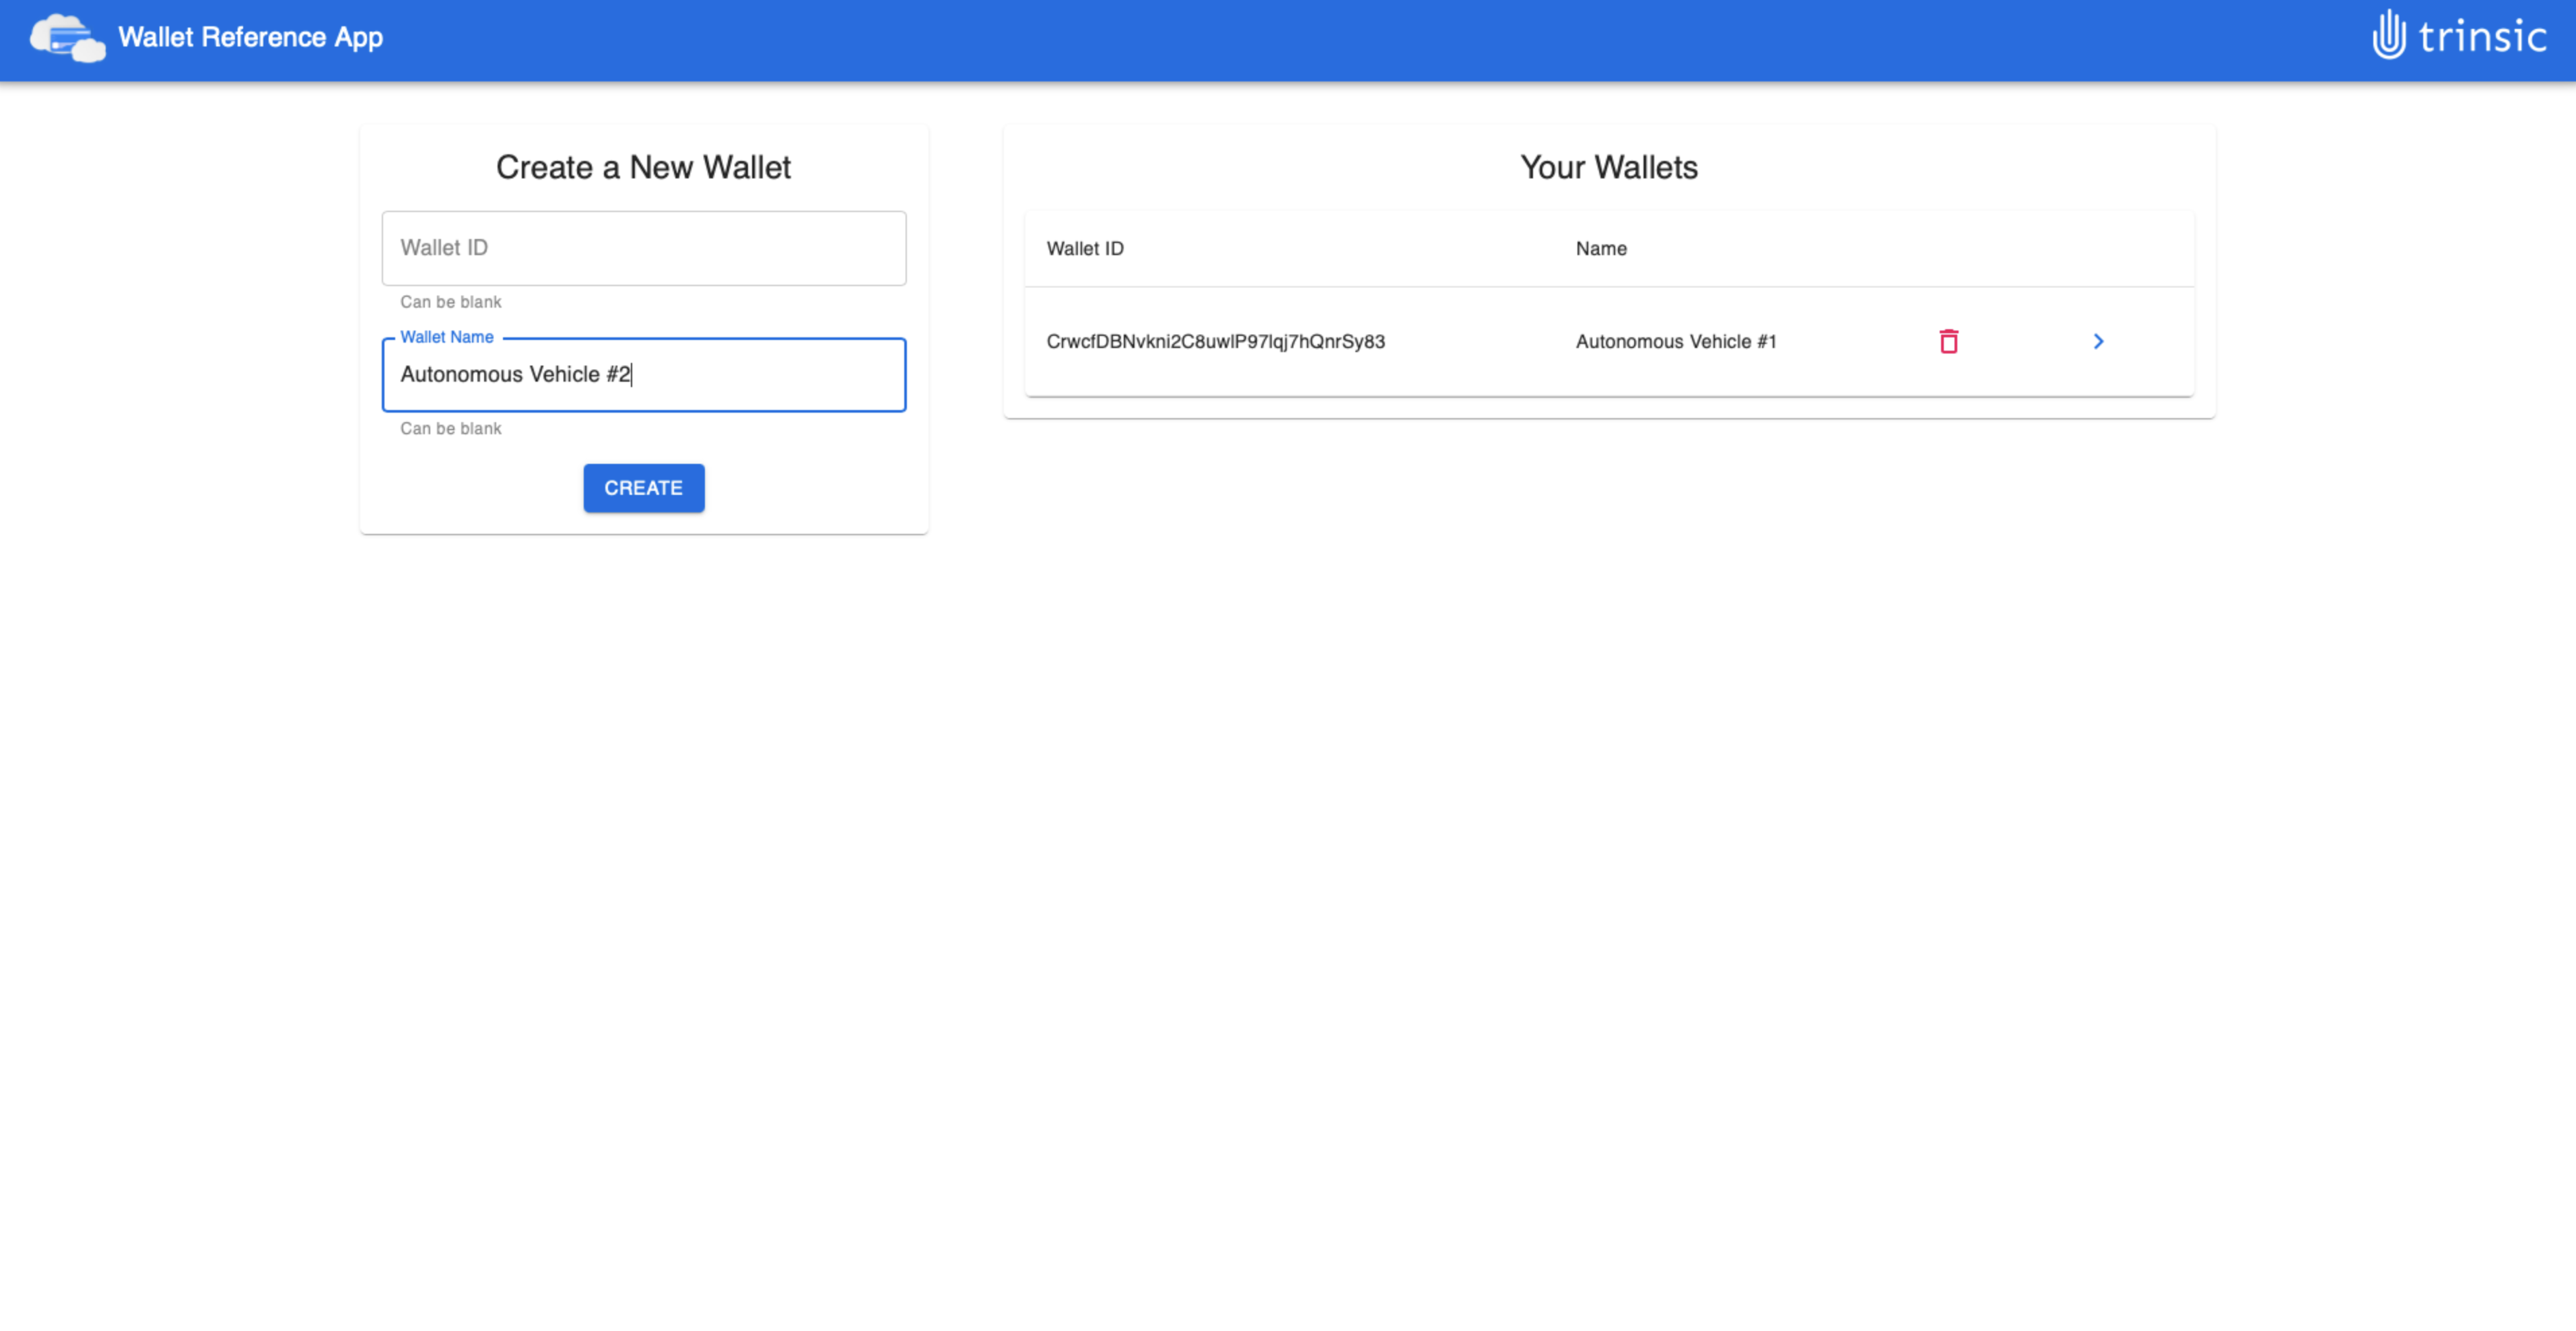 Wallet Reference App
trinsic
Create a New Wallet
Wallet ID
Can be blank
Wallet Name
Autonomous Vehicle #2
Can be blank
CREATE
Your Wallets
Wallet ID Name
CrwcfDBNvkni2C8uwlP97lqj7hQnrSy83 Autonomous Vehicle #1